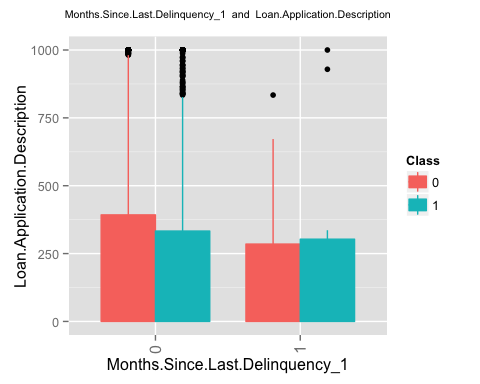 Months.Since.Last.Delinquency_1 and Loan.Application.Description
Loan.Application.Description
1000
750
500
250
0
0
1
Months.Since.Last.Delinquency_1
Class
0
1